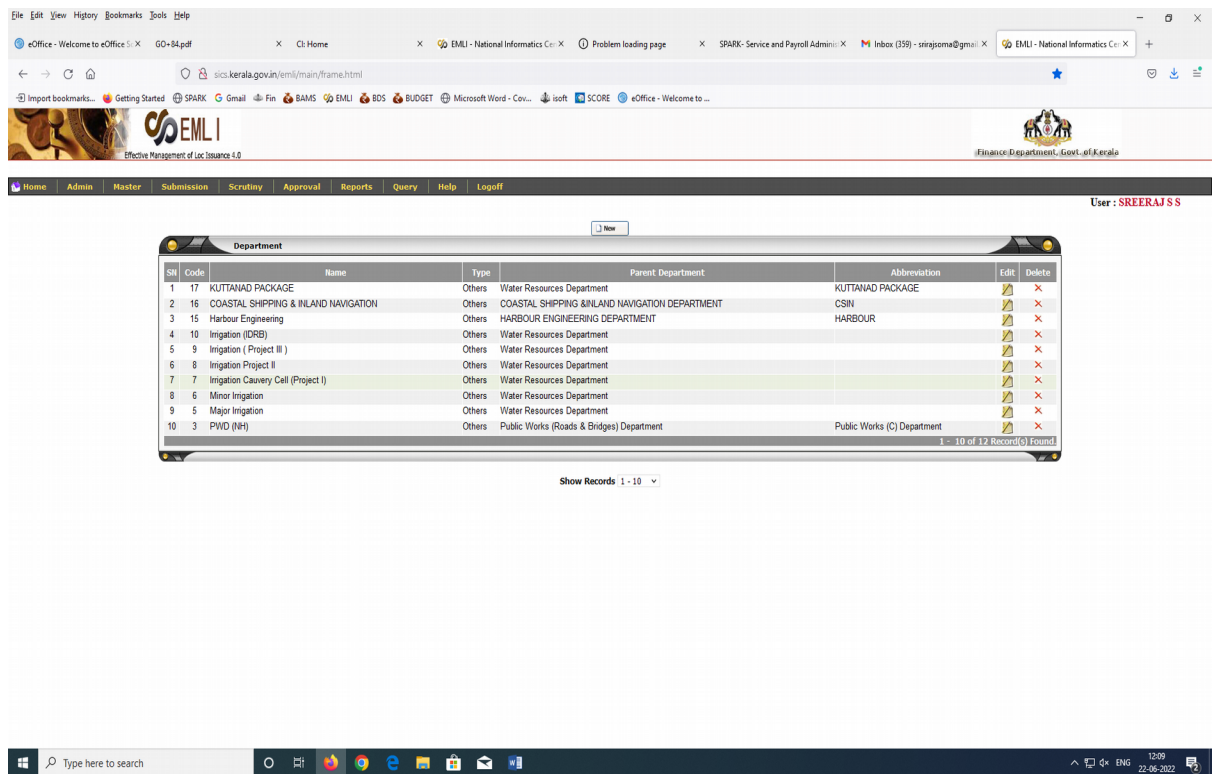 File Edit View History Bookmarks Tools Help
eOffice - Welcome to eOffice S GO+84.pdf CI: Home EMLI - National Informatics Ce Problem loading page SPARK- Service and Payroll Adminis Inbox (359) - srirajsoma@gmail EMLI - National Informatics Ce
sics.kerala.gov.in/emli/main/frame.html
Import bookmarks... Getting Started SPARK Gmail Fin BAMS EMLI BDS BUDGET Microsoft Word - Cov... isoft SCORE eOffice - Welcome to ...
EMLI
Effective Management of Loc Issuance 4.0
Finance Department, Govt. of Kerala
Home Admin Master Submission Scrutiny Approval Reports Query Help Logoff
User : SREERAJ S S
New
Department
SN Code Name Type Parent Department Abbreviation Edit Delete
1 17 KUTTANAD PACKAGE Others Water Resources Department KUTTANAD PACKAGE
2 16 COASTAL SHIPPING & INLAND NAVIGATION Others COASTAL SHIPPING &INLAND NAVIGATION DEPARTMENT CSIN
3 15 Harbour Engineering Others HARBOUR ENGINEERING DEPARTMENT HARBOUR
4 10 Irrigation (IDRB) Others Water Resources Department
5 9 Irrigation ( Project III ) Others Water Resources Department
6 8 Irrigation Project II Others Water Resources Department
7 7 Irrigation Cauvery Cell (Project I) Others Water Resources Department
8 6 Minor Irrigation Others Water Resources Department
9 5 Major Irrigation Others Water Resources Department
10 3 PWD (NH) Others Public Works (Roads & Bridges) Department Public Works (C) Department
1 - 10 of 12 Record(s) Found.
Show Records 1 - 10
Type here to search
ENG
12:09
22-06-2022